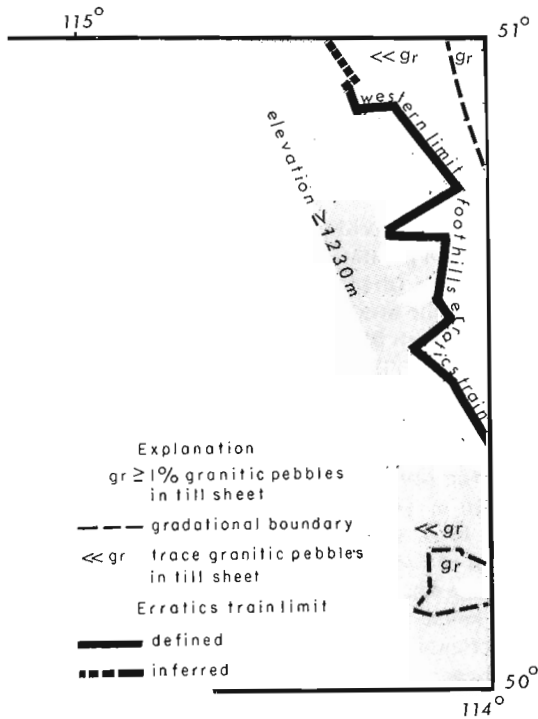 115°
51°
<< gr
gr
western limit foothills erratics train
elevation ≥ 1230 m
Explanation
gr ≥ 1% granitic pebbles
in till sheet
gradational boundary
<< gr trace granitic pebbles
in till sheet
Erratics train limit
defined
inferred
<< gr
gr
50°
114°